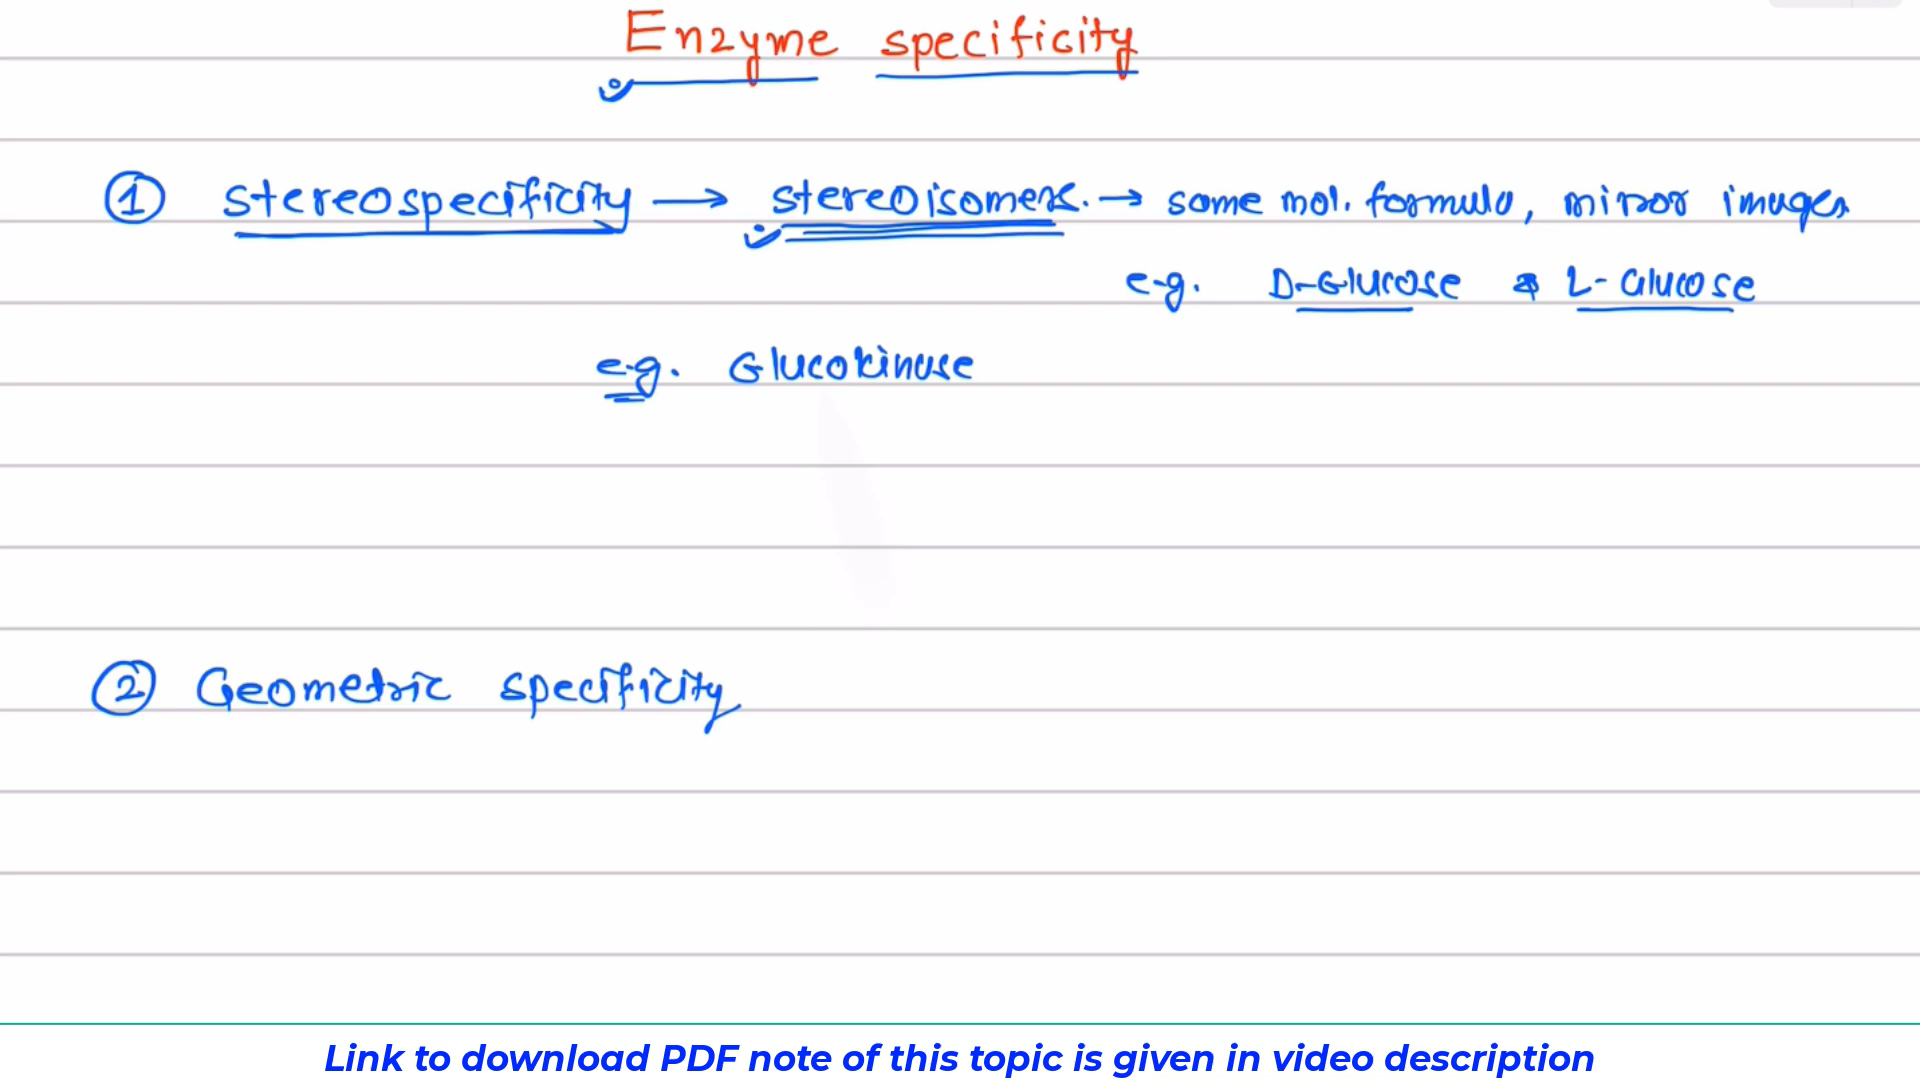 Enzyme specificity
① stereospecificity → stereoisomers. → same mol. formula, mirror images
e.g. D-Glucose & L-Glucose
e.g. Glucokinase
② Geometric specificity
Link to download PDF note of this topic is given in video description